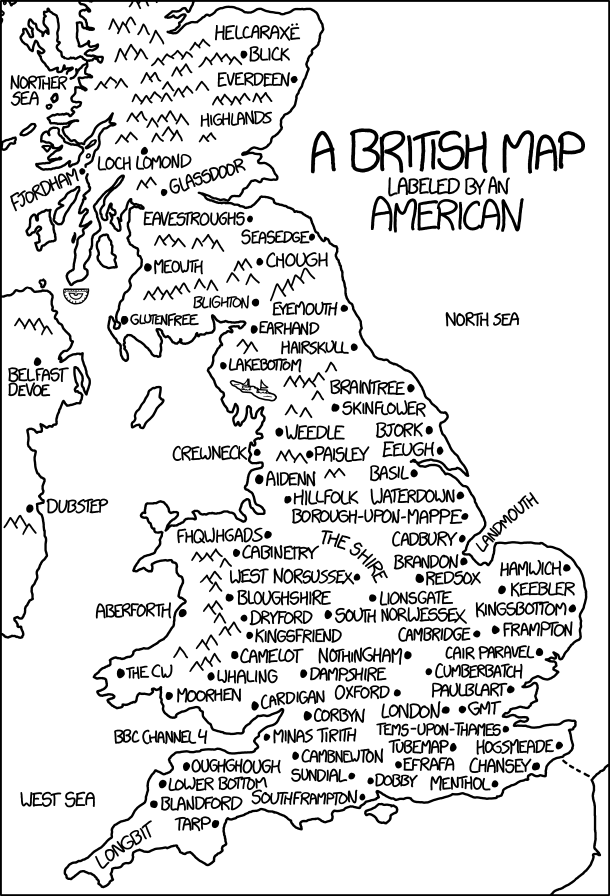 HELCARAXË
BLICK
NORTHER
SEA
EVERDEEN
HIGHLANDS
A BRITISH MAP
LABELED BY AN
AMERICAN
LOCH LOMOND
FJORDHAM
GLASSDOOR
EAVESTROUGHS
SEASEDGE
MEOWTH
CHOUGH
BLIGHTON
EYEMOUTH
GLUTENFREE
EARHAND
NORTH SEA
HAIRSKULL
LAKEBOTTOM
BELFAST
DEVOE
BRAINTREE
SKINFLOWER
WEEDLE
BJORK
CREWNECK
PAISLEY
EEUGH
AIDENN
BASIL
HILLFOLK
WATERDOWN
DUBSTEP
BOROUGH-UPON-MAPPE
LANDMOUTH
FHQWHGADS
THE SHIRE
CADBURY
CABINETRY
BRANDON
HAMWICH
WEST NORSUSSEX
REDSOX
KEEBLER
BLOUGHSHIRE
LIONSGATE
ABERFORTH
KINGSBOTTOM
DRYFORD
SOUTH NORWESSEX
KINGSFRIEND
CAMBRIDGE
FRAMPTON
CAMELOT
NOTHINGHAM
CAIR PARAVEL
THE CW
WHALING
DAMPSHIRE
CUMBERBATCH
MOORHEN
CARDIGAN
OXFORD
PAULBLART
CORBYN
LONDON
GMT
BBC CHANNEL 4
MINAS TIRITH
TEMS-UPON-THAMES
TUBEMAP
HOGSMEADE
OUGHGHOUGH
CAMBNEWTON
EFRAFA
CHANSEY
LOWER BOTTOM
SUNDIAL
DOBBY
MENTHOL
WEST SEA
BLANDFORD
SOUTHFRAMPTON
TARP
LONGBIT